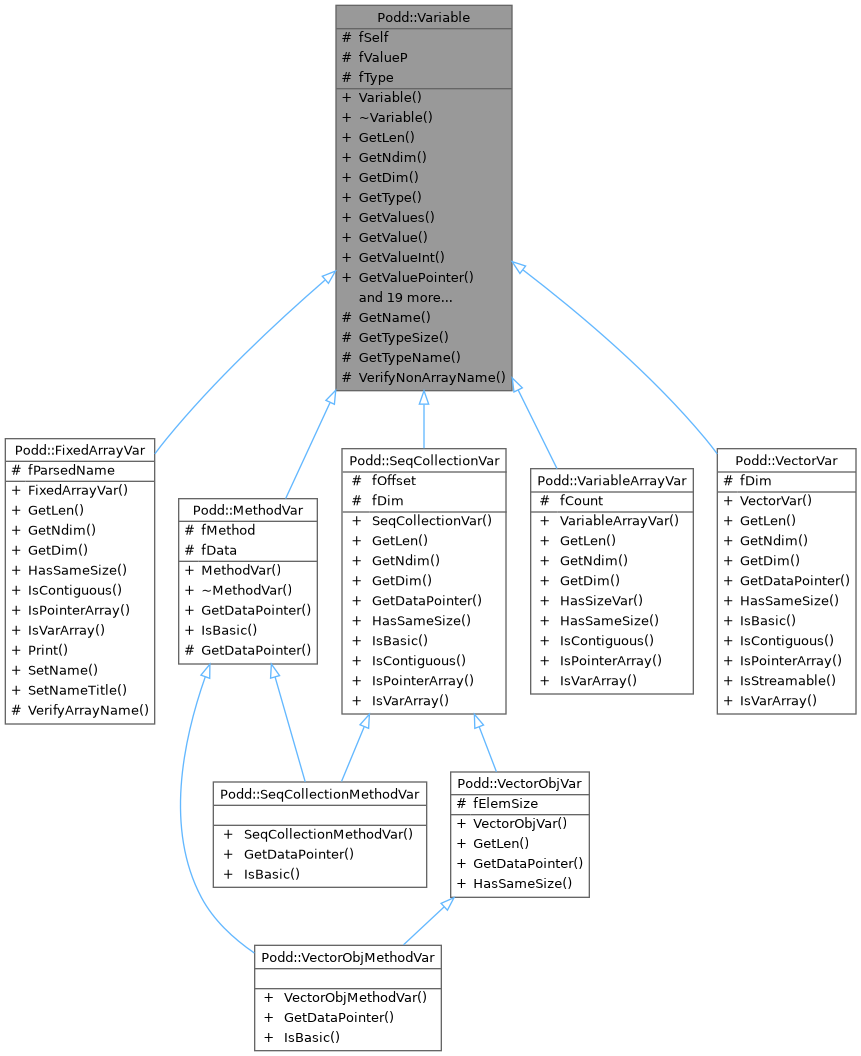 Podd::Variable
# fSelf
# fValueP
# fType
+ Variable()
+ ~Variable()
+ GetLen()
+ GetNdim()
+ GetDim()
+ GetType()
+ GetValues()
+ GetValue()
+ GetValueInt()
+ GetValuePointer()
and 19 more...
# GetName()
# GetTypeSize()
# GetTypeName()
# VerifyNonArrayName()
Podd::FixedArrayVar
# fParsedName
+ FixedArrayVar()
+ GetLen()
+ GetNdim()
+ GetDim()
+ HasSameSize()
+ IsContiguous()
+ IsPointerArray()
+ IsVarArray()
+ Print()
+ SetName()
+ SetNameTitle()
# VerifyArrayName()
Podd::MethodVar
# fMethod
# fData
+ MethodVar()
+ ~MethodVar()
+ GetDataPointer()
+ IsBasic()
# GetDataPointer()
Podd::SeqCollectionVar
# fOffset
# fDim
+ SeqCollectionVar()
+ GetLen()
+ GetNdim()
+ GetDim()
+ GetDataPointer()
+ HasSameSize()
+ IsBasic()
+ IsContiguous()
+ IsPointerArray()
+ IsVarArray()
Podd::VariableArrayVar
# fCount
+ VariableArrayVar()
+ GetLen()
+ GetNdim()
+ GetDim()
+ HasSizeVar()
+ HasSameSize()
+ IsContiguous()
+ IsPointerArray()
+ IsVarArray()
Podd::VectorVar
# fDim
+ VectorVar()
+ GetLen()
+ GetNdim()
+ GetDim()
+ GetDataPointer()
+ HasSameSize()
+ IsBasic()
+ IsContiguous()
+ IsPointerArray()
+ IsStreamable()
+ IsVarArray()
Podd::SeqCollectionMethodVar
+ SeqCollectionMethodVar()
+ GetDataPointer()
+ IsBasic()
Podd::VectorObjVar
# fElemSize
+ VectorObjVar()
+ GetLen()
+ GetDataPointer()
+ HasSameSize()
Podd::VectorObjMethodVar
+ VectorObjMethodVar()
+ GetDataPointer()
+ IsBasic()